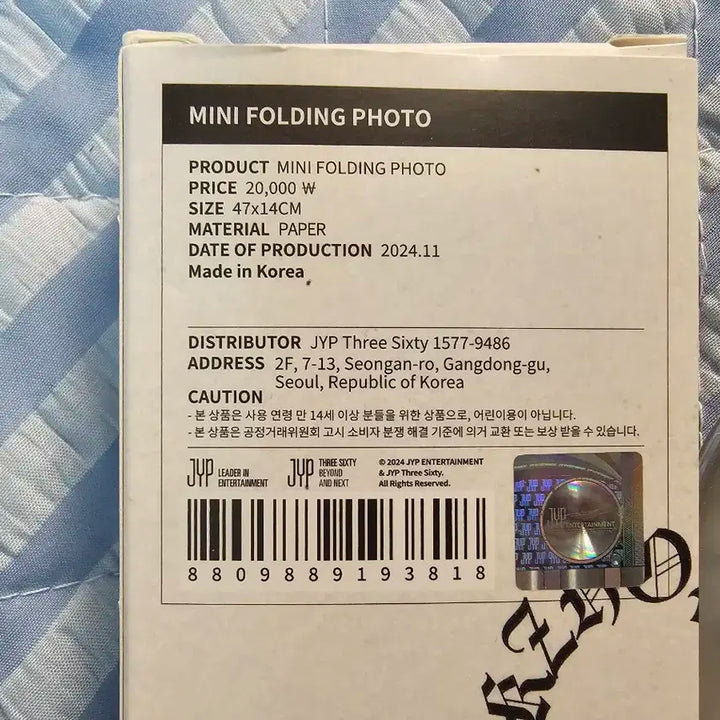 MINI FOLDING PHOTO
PRODUCT MINI FOLDING PHOTO
PRICE 20,000 ₩
SIZE 47x14CM
MATERIAL PAPER
DATE OF PRODUCTION 2024.11
Made in Korea
DISTRIBUTOR JYP Three Sixty 1577-9486
ADDRESS 2F, 7-13, Seongan-ro, Gangdong-gu,
Seoul, Republic of Korea
CAUTION
- 본 상품은 사용 연령 만 14세 이상 분들을 위한 상품으로, 어린이용이 아닙니다.
- 본 상품은 공정거래위원회 고시 소비자 분쟁 해결 기준에 의거 교환 또는 보상 받을 수 있습니다.
JYP LEADER IN
ENTERTAINMENT
JYP THREE SIXTY
BEYOND
AND NEXT
© 2024 JYP ENTERTAINMENT
& JYP Three Sixty.
All Rights Reserved.
8809889193818
JYP ENTERTAINMENT